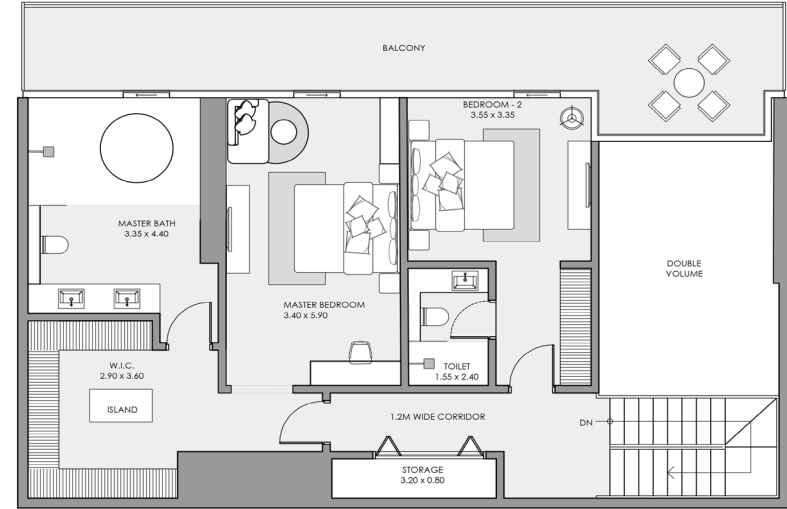 BALCONY
BEDROOM - 2
3.55 x 3.35
MASTER BATH
3.35 x 4.40
DOUBLE
VOLUME
MASTER BEDROOM
3.40 x 5.90
W.I.C.
2.90 x 3.60
TOILET
1.55 x 2.40
ISLAND
1.2M WIDE CORRIDOR
DN
STORAGE
3.20 x 0.80